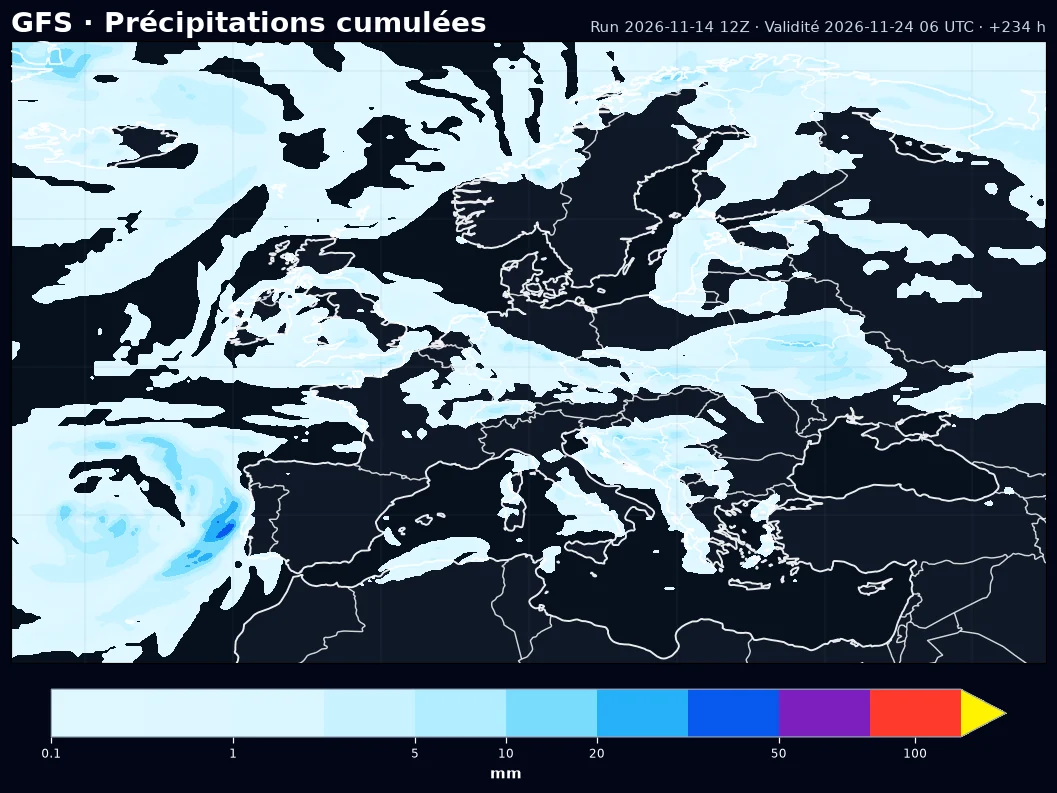 GFS · Précipitations cumulées
Run 2026-11-14 12Z · Validité 2026-11-24 06 UTC · +234 h
0.1 1 5 10 20 50 100
mm